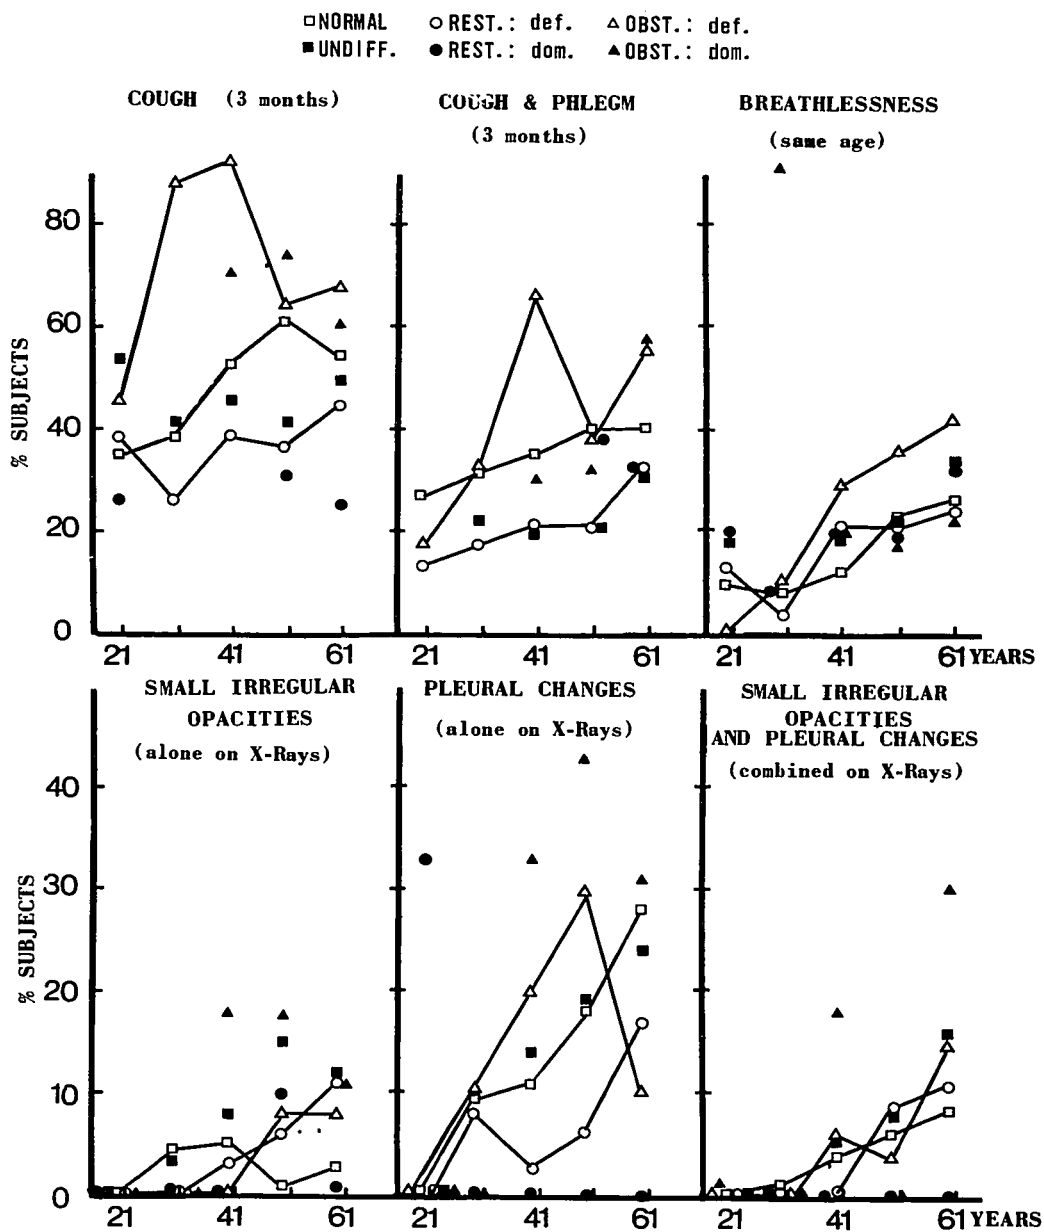 □ NORMAL ○ REST.: def. △ OBST.: def.
■ UNDIFF. ● REST.: dom. ▲ OBST.: dom.
COUGH (3 months)
COUGH & PHLEGM
(3 months)
BREATHLESSNESS
(same age)
% SUBJECTS
80
60
40
20
0
21 41 61
21 41 61
21 41 61 YEARS
SMALL IRREGULAR
OPACITIES
(alone on X-Rays)
PLEURAL CHANGES
(alone on X-Rays)
SMALL IRREGULAR
OPACITIES
AND PLEURAL CHANGES
(combined on X-Rays)
% SUBJECTS
40
30
20
10
0
21 41 61
21 41 61
21 41 61 YEARS